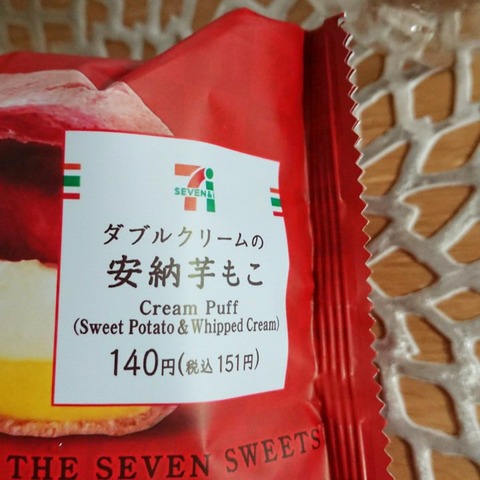 SEVEN&i
ダブルクリームの
安納芋もこ
Cream Puff
(Sweet Potato & Whipped Cream)
140円(税込151円)
THE SEVEN SWEETS